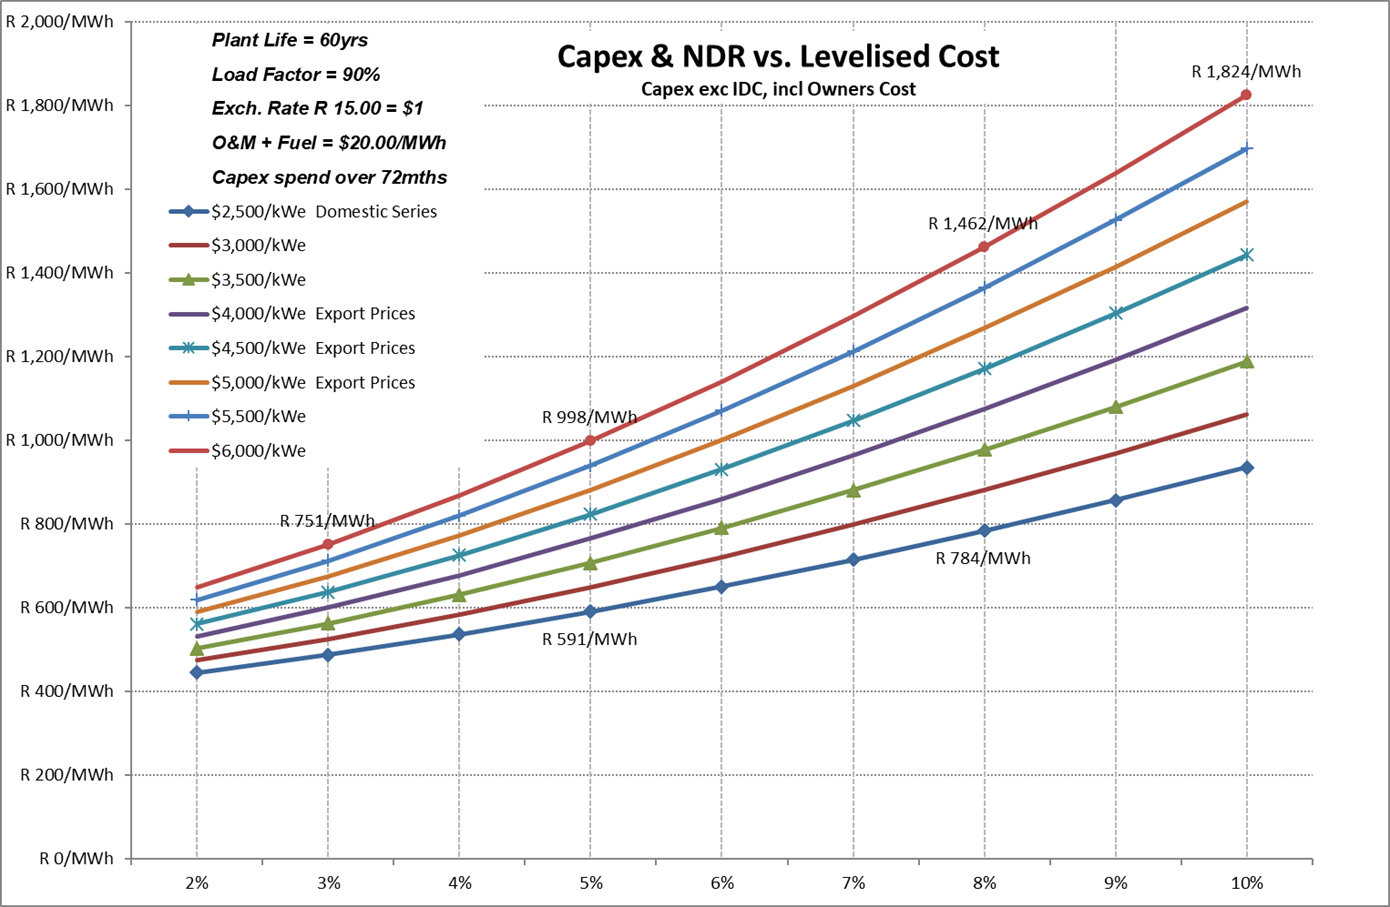 Capex & NDR vs. Levelised Cost
Capex exc IDC, incl Owners Cost
Plant Life = 60yrs
Load Factor = 90%
Exch. Rate R 15.00 = $1
O&M + Fuel = $20.00/MWh
Capex spend over 72mths
$2,500/kWe Domestic Series
$3,000/kWe
$3,500/kWe
$4,000/kWe Export Prices
$4,500/kWe Export Prices
$5,000/kWe Export Prices
$5,500/kWe
$6,000/kWe
R 2,000/MWh
R 1,800/MWh
R 1,600/MWh
R 1,400/MWh
R 1,200/MWh
R 1,000/MWh
R 800/MWh
R 600/MWh
R 400/MWh
R 200/MWh
R 0/MWh
R 1,824/MWh
R 1,462/MWh
R 998/MWh
R 751/MWh
R 784/MWh
R 591/MWh
2% 3% 4% 5% 6% 7% 8% 9% 10%